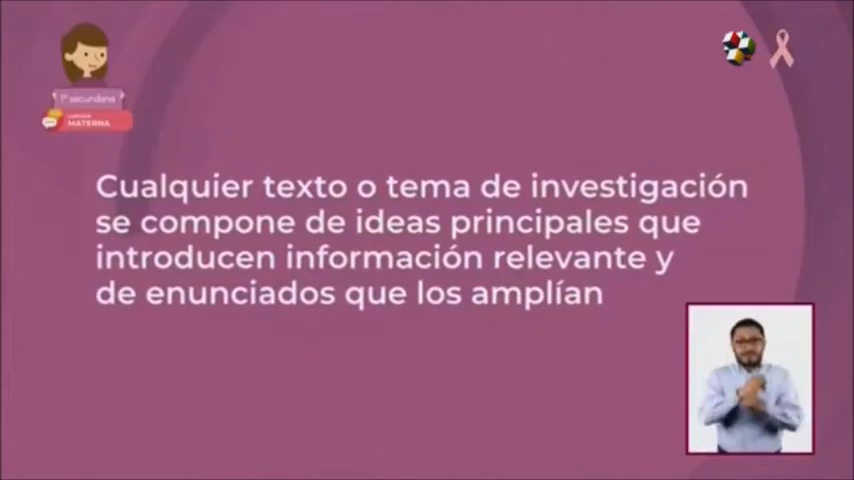 1° secundaria
LENGUA
MATERNA
Cualquier texto o tema de investigación
se compone de ideas principales que
introducen información relevante y
de enunciados que los amplían